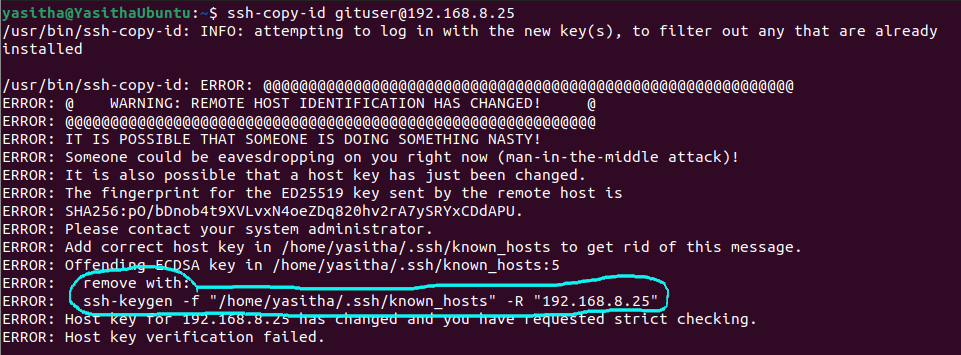 yasitha@YasithaUbuntu:~$ ssh-copy-id gituser@192.168.8.25
/usr/bin/ssh-copy-id: INFO: attempting to log in with the new key(s), to filter out any that are already
installed
/usr/bin/ssh-copy-id: ERROR: @@@@@@@@@@@@@@@@@@@@@@@@@@@@@@@@@@@@@@@@@@@@@@@@@@@@@@@@@@@
ERROR: @    WARNING: REMOTE HOST IDENTIFICATION HAS CHANGED!     @
ERROR: @@@@@@@@@@@@@@@@@@@@@@@@@@@@@@@@@@@@@@@@@@@@@@@@@@@@@@@@@@@
ERROR: IT IS POSSIBLE THAT SOMEONE IS DOING SOMETHING NASTY!
ERROR: Someone could be eavesdropping on you right now (man-in-the-middle attack)!
ERROR: It is also possible that a host key has just been changed.
ERROR: The fingerprint for the ED25519 key sent by the remote host is
ERROR: SHA256:pO/bDnob4t9XVLvxN4oeZDq820hv2rA7ySRYxCDdAPU.
ERROR: Please contact your system administrator.
ERROR: Add correct host key in /home/yasitha/.ssh/known_hosts to get rid of this message.
ERROR: Offending ECDSA key in /home/yasitha/.ssh/known_hosts:5
ERROR:   remove with:
ERROR:   ssh-keygen -f "/home/yasitha/.ssh/known_hosts" -R "192.168.8.25"
ERROR: Host key for 192.168.8.25 has changed and you have requested strict checking.
ERROR: Host key verification failed.